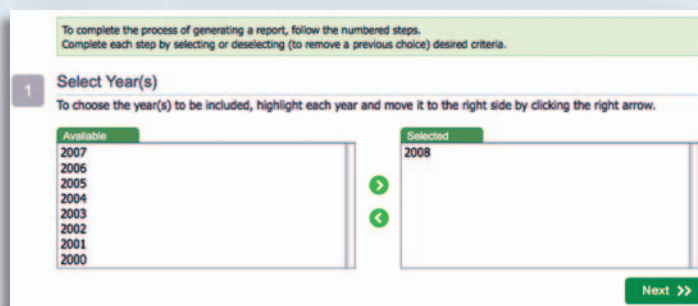 To complete the process of generating a report, follow the numbered steps.
Complete each step by selecting or deselecting (to remove a previous choice) desired criteria.
1
Select Year(s)
To choose the year(s) to be included, highlight each year and move it to the right side by clicking the right arrow.
Available
2007
2006
2005
2004
2003
2002
2001
2000
Selected
2008
Next